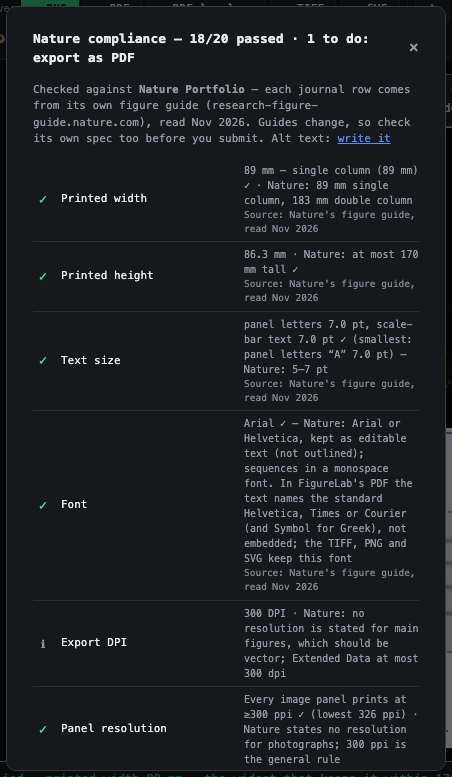 PNG
PDF
TIFF
SVG
Nature compliance — 18/20 passed · 1 to do:
export as PDF
×
Checked against Nature Portfolio — each journal row comes
from its own figure guide (research-figure-
guide.nature.com), read Nov 2026. Guides change, so check
its own spec too before you submit. Alt text: write it
✓ Printed width
89 mm — single column (89 mm)
✓ · Nature: 89 mm single
column, 183 mm double column
Source: Nature's figure guide,
read Nov 2026
✓ Printed height
86.3 mm · Nature: at most 170
mm tall ✓
Source: Nature's figure guide,
read Nov 2026
✓ Text size
panel letters 7.0 pt, scale-
bar text 7.0 pt ✓ (smallest:
panel letters “A” 7.0 pt) —
Nature: 5–7 pt
Source: Nature's figure guide,
read Nov 2026
✓ Font
Arial ✓ — Nature: Arial or
Helvetica, kept as editable
text (not outlined);
sequences in a monospace
font. In FigureLab's PDF the
text names the standard
Helvetica, Times or Courier
(and Symbol for Greek), not
embedded; the TIFF, PNG and
SVG keep this font
Source: Nature's figure guide,
read Nov 2026
ℹ Export DPI
300 DPI · Nature: no
resolution is stated for main
figures, which should be
vector; Extended Data at most
300 dpi
✓ Panel resolution
Every image panel prints at
≥300 ppi ✓ (lowest 326 ppi) ·
Nature states no resolution
for photographs; 300 ppi is
the general rule